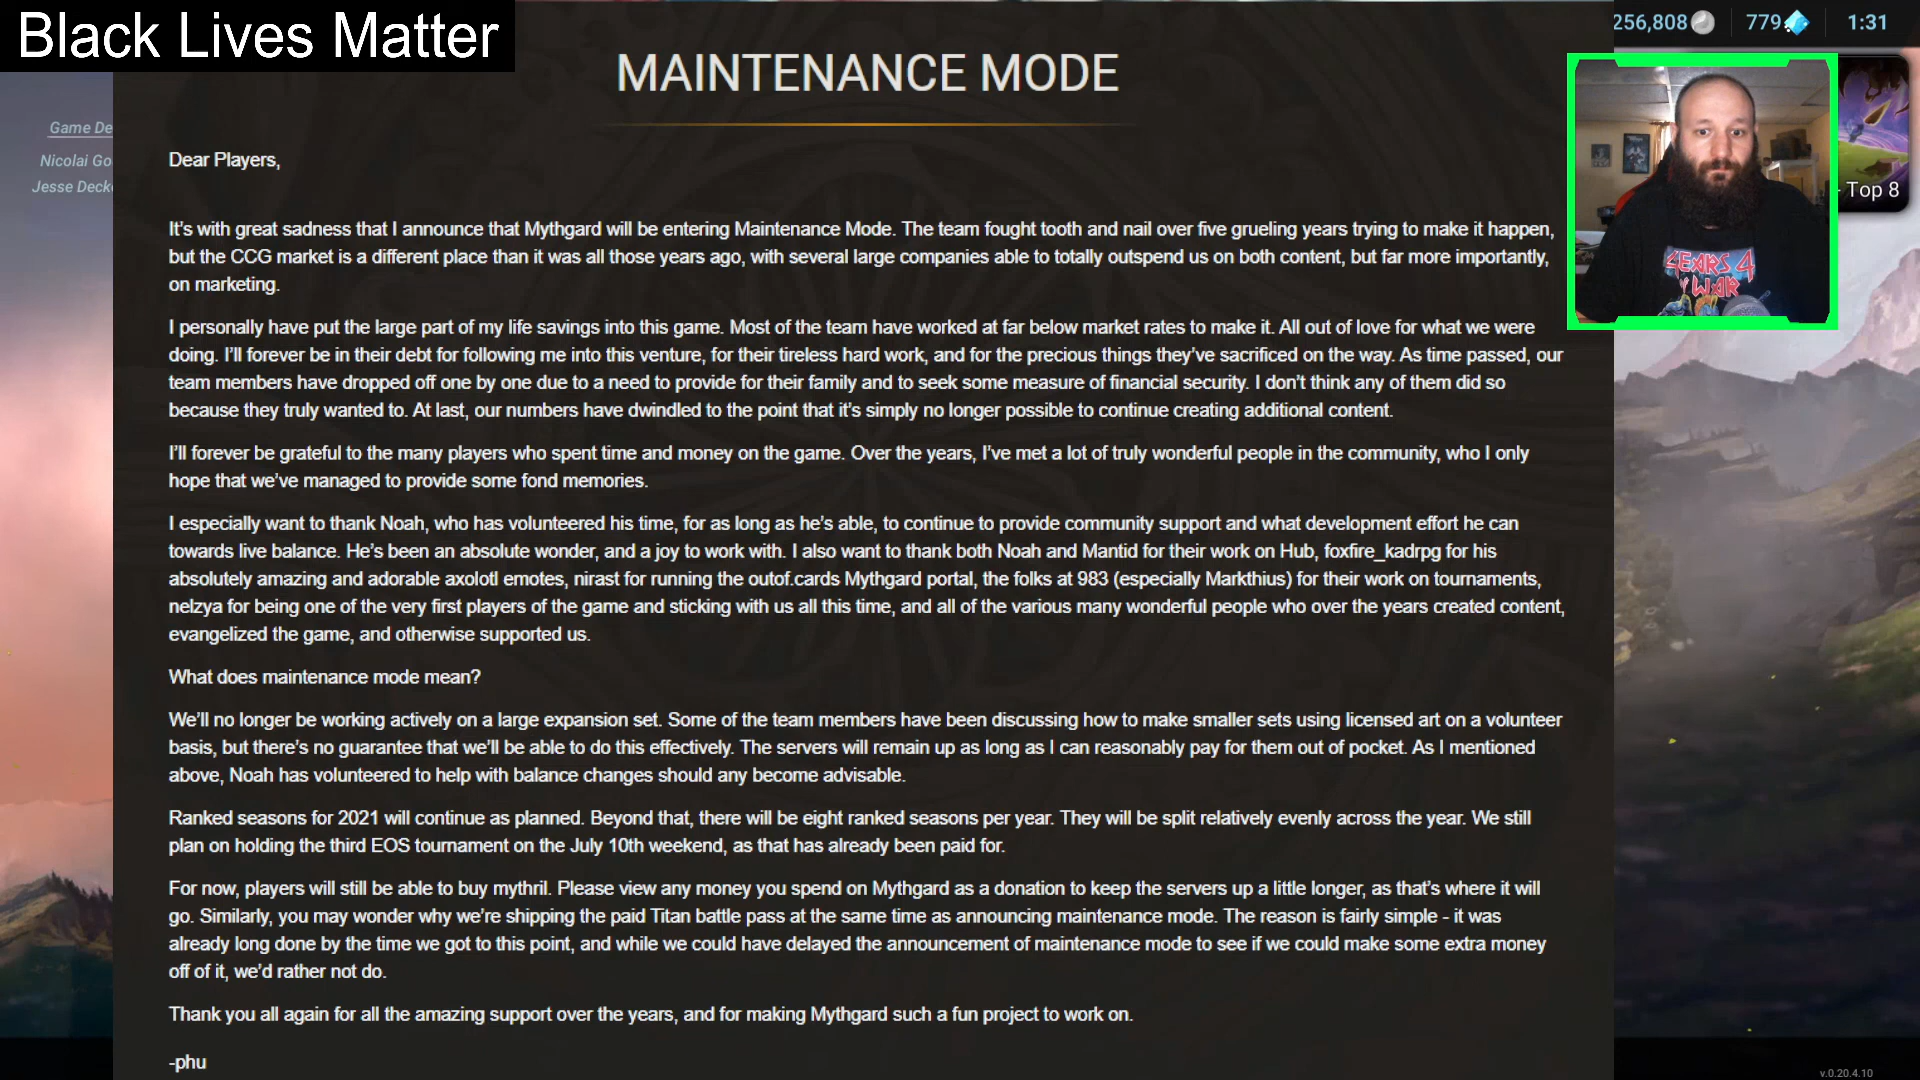 Black Lives Matter
256,808
779
1:31
MAINTENANCE MODE
Game De
Nicolai Go
Jesse Deck
Top 8
Dear Players,
It's with great sadness that I announce that Mythgard will be entering Maintenance Mode. The team fought tooth and nail over five grueling years trying to make it happen,
but the CCG market is a different place than it was all those years ago, with several large companies able to totally outspend us on both content, but far more importantly,
on marketing.
I personally have put the large part of my life savings into this game. Most of the team have worked at far below market rates to make it. All out of love for what we were
doing. I'll forever be in their debt for following me into this venture, for their tireless hard work, and for the precious things they've sacrificed on the way. As time passed, our
team members have dropped off one by one due to a need to provide for their family and to seek some measure of financial security. I don't think any of them did so
because they truly wanted to. At last, our numbers have dwindled to the point that it's simply no longer possible to continue creating additional content.
I'll forever be grateful to the many players who spent time and money on the game. Over the years, I've met a lot of truly wonderful people in the community, who I only
hope that we've managed to provide some fond memories.
I especially want to thank Noah, who has volunteered his time, for as long as he's able, to continue to provide community support and what development effort he can
towards live balance. He's been an absolute wonder, and a joy to work with. I also want to thank both Noah and Mantid for their work on Hub, foxfire_kadrpg for his
absolutely amazing and adorable axolotl emotes, nirast for running the outof.cards Mythgard portal, the folks at 983 (especially Markthius) for their work on tournaments,
nelzya for being one of the very first players of the game and sticking with us all this time, and all of the various many wonderful people who over the years created content,
evangelized the game, and otherwise supported us.
What does maintenance mode mean?
We'll no longer be working actively on a large expansion set. Some of the team members have been discussing how to make smaller sets using licensed art on a volunteer
basis, but there's no guarantee that we'll be able to do this effectively. The servers will remain up as long as I can reasonably pay for them out of pocket. As I mentioned
above, Noah has volunteered to help with balance changes should any become advisable.
Ranked seasons for 2021 will continue as planned. Beyond that, there will be eight ranked seasons per year. They will be split relatively evenly across the year. We still
plan on holding the third EOS tournament on the July 10th weekend, as that has already been paid for.
For now, players will still be able to buy mythril. Please view any money you spend on Mythgard as a donation to keep the servers up a little longer, as that's where it will
go. Similarly, you may wonder why we're shipping the paid Titan battle pass at the same time as announcing maintenance mode. The reason is fairly simple - it was
already long done by the time we got to this point, and while we could have delayed the announcement of maintenance mode to see if we could make some extra money
off of it, we'd rather not do.
Thank you all again for all the amazing support over the years, and for making Mythgard such a fun project to work on.
-phu
v.0.20.4.10